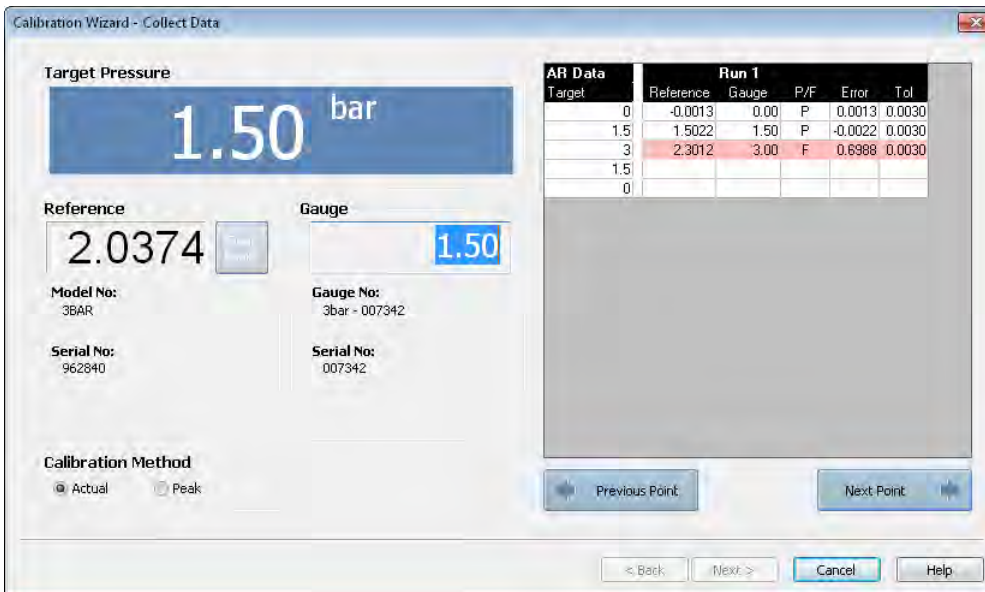 Calibration Wizard - Collect Data
Target Pressure
1.50 bar
Reference
Gauge
2.0374
1.50
Model No:
3BAR
Gauge No:
3bar - 007342
Serial No:
962840
Serial No:
007342
Calibration Method
Actual
Peak
AR Data Run 1
Target Reference Gauge P/F Error Tol
0 -0.0013 0.00 P 0.0013 0.0030
1.5 1.5022 1.50 P -0.0022 0.0030
3 2.3012 3.00 F 0.6988 0.0030
1.5
0
Previous Point
Next Point
< Back
Next >
Cancel
Help